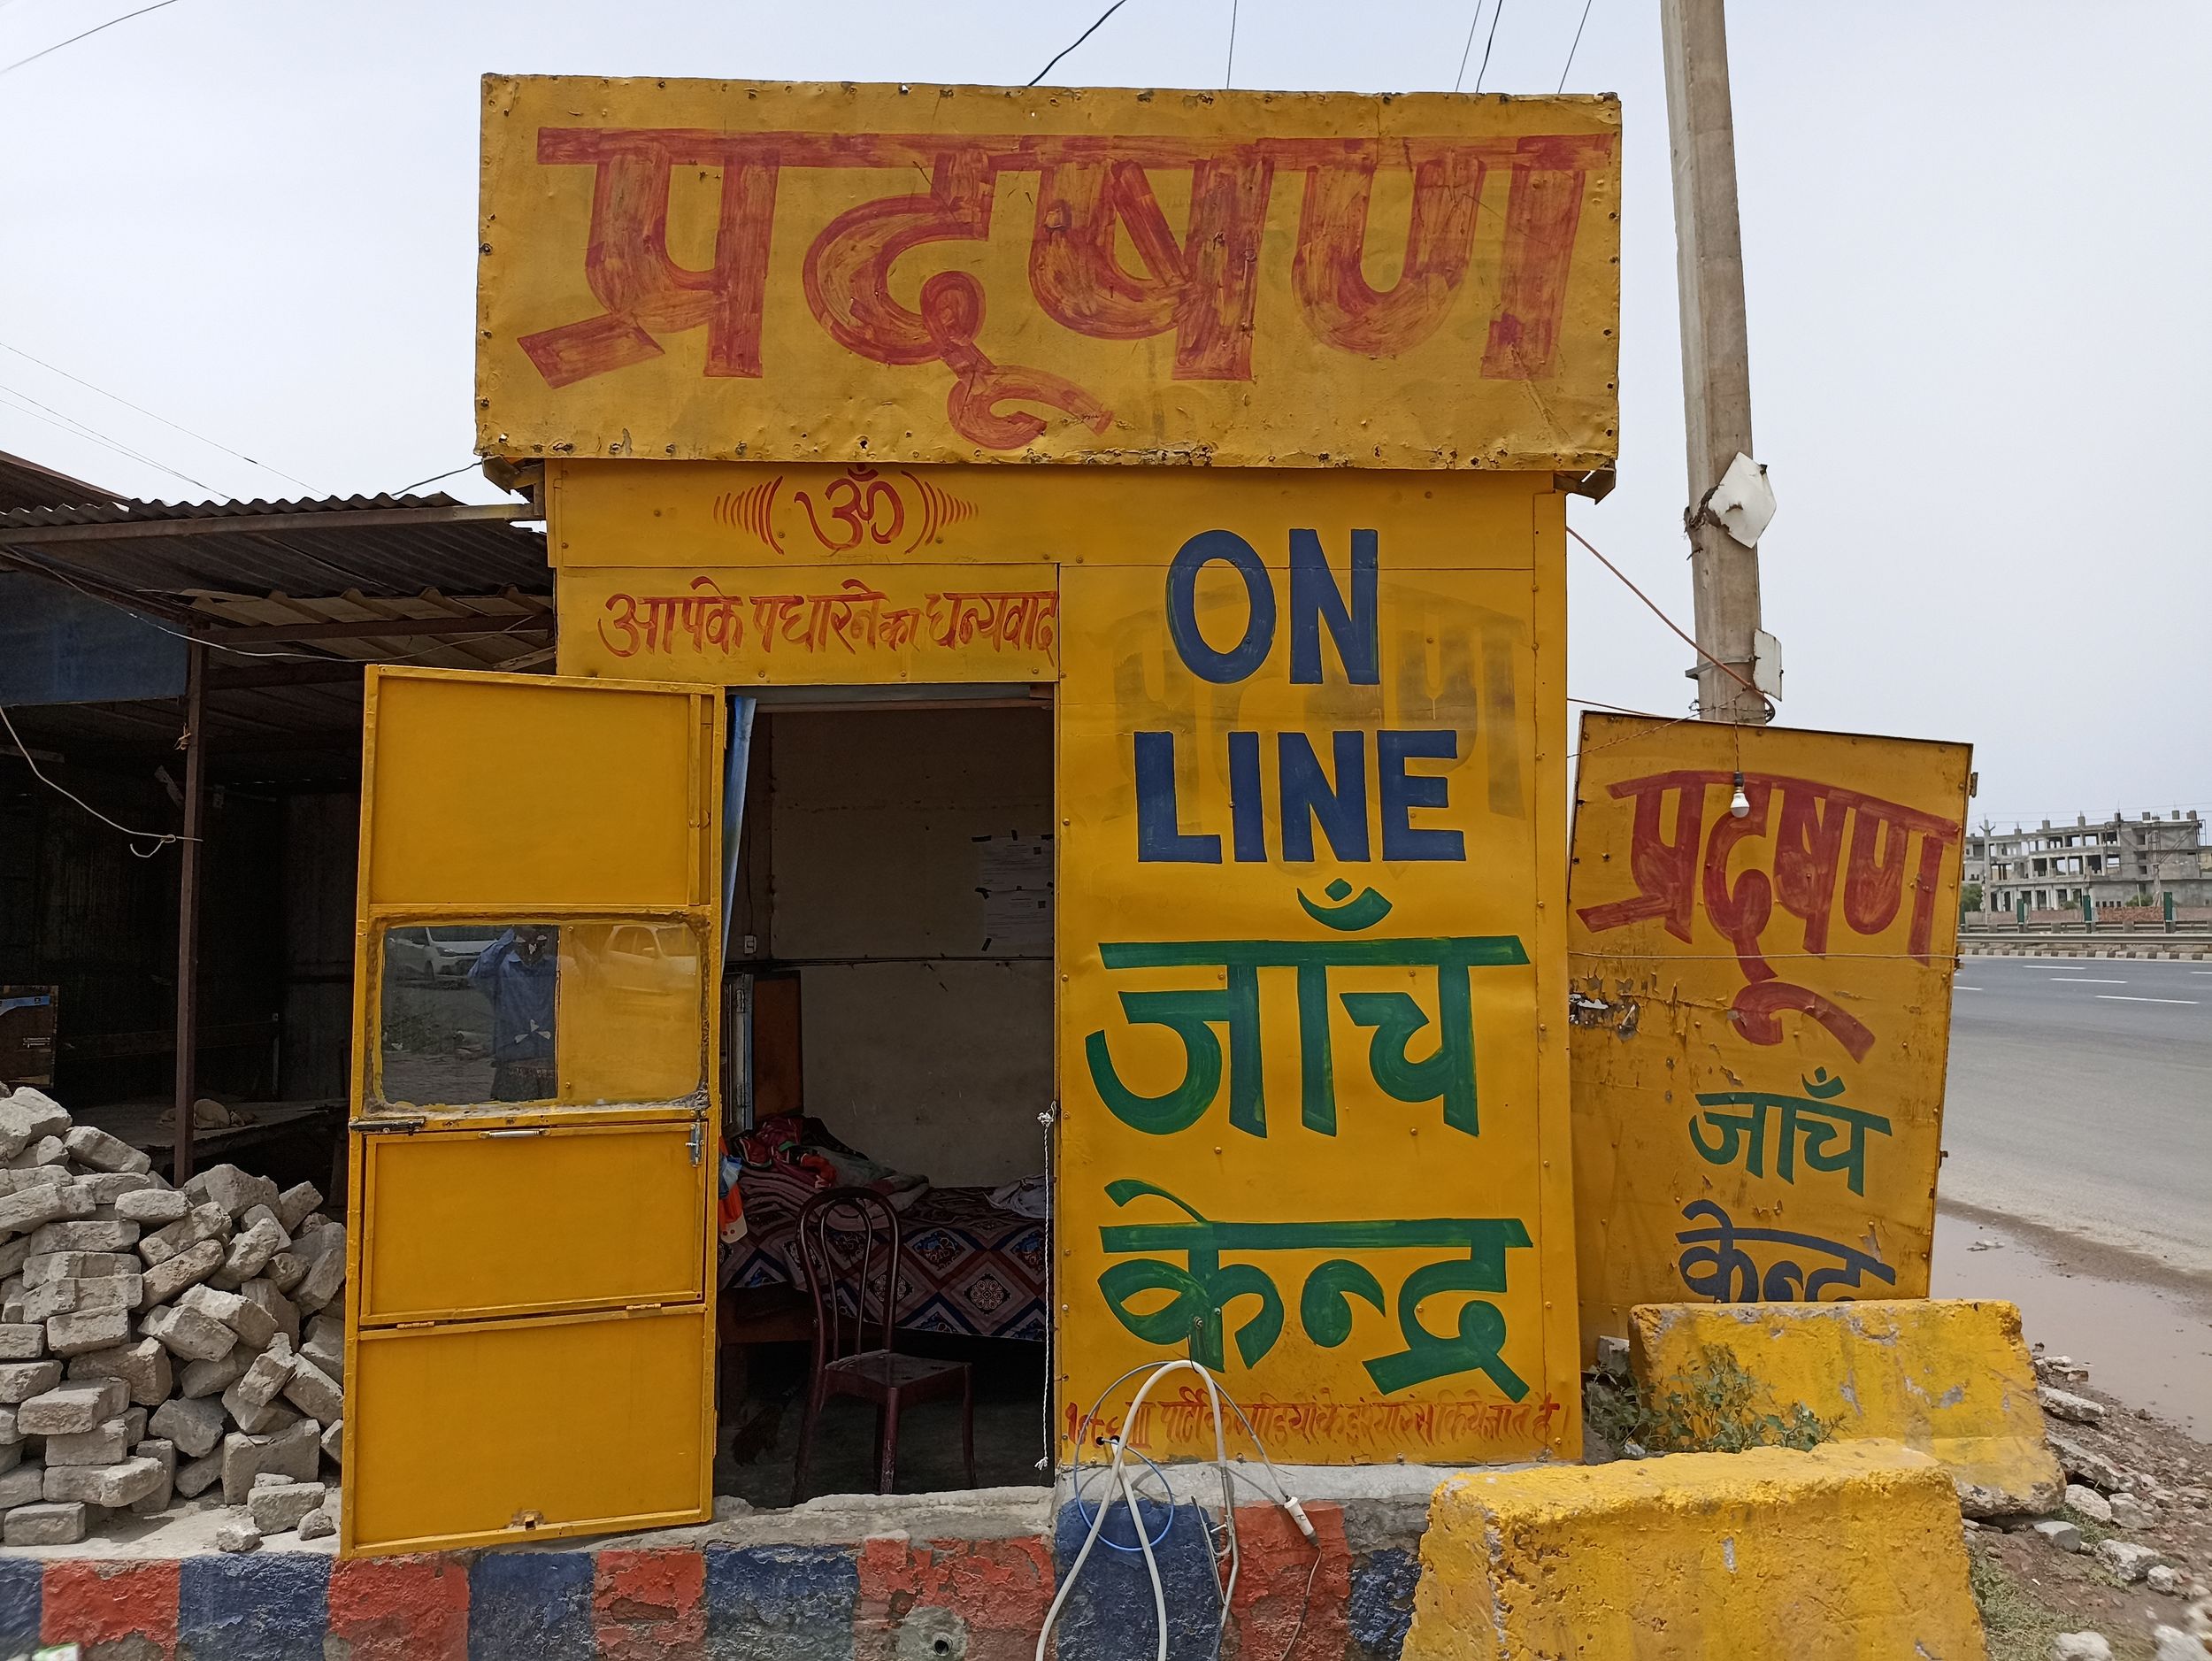 प्रदूषण
ॐ
आपके पधारने का धन्यवाद
ON
LINE
जाँच
केन्द्र
प्रदूषण
जाँच
केन्द्र